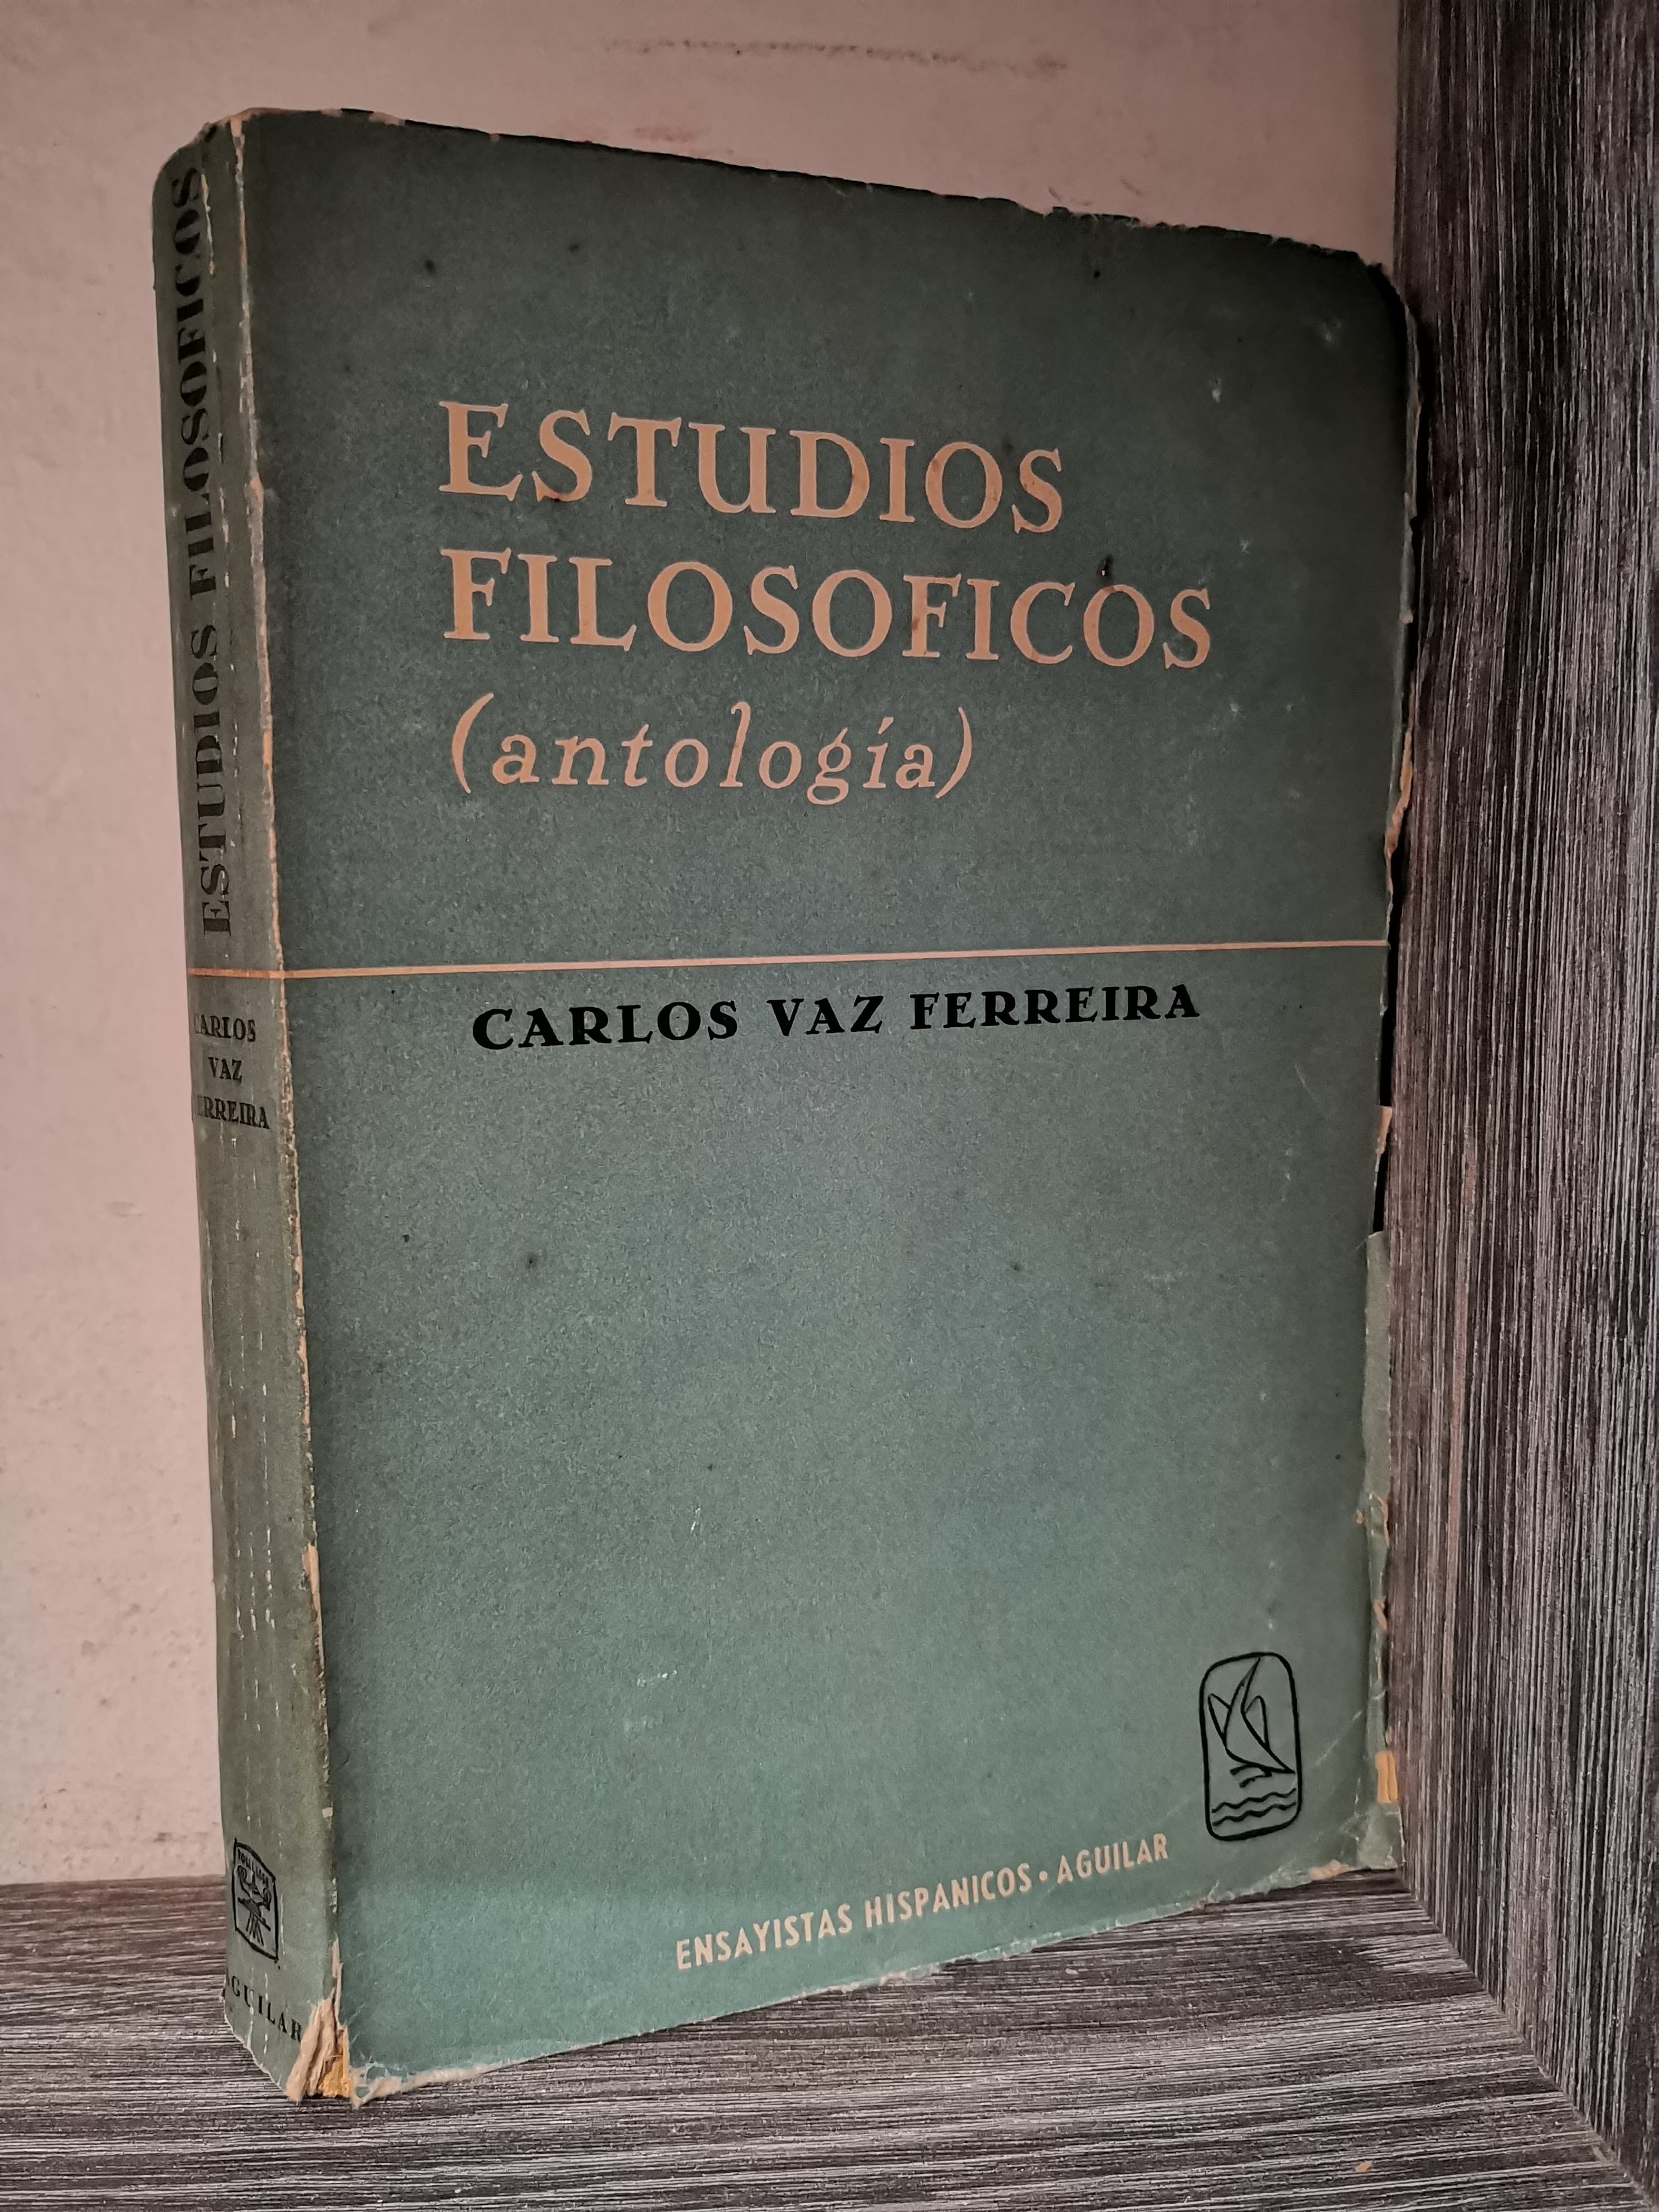 ESTUDIOS
FILOSOFICOS
(antología)
CARLOS VAZ FERREIRA
ENSAYISTAS HISPANICOS · AGUILAR
ESTUDIOS FILOSOFICOS
CARLOS
VAZ
FERREIRA
AGUILAR